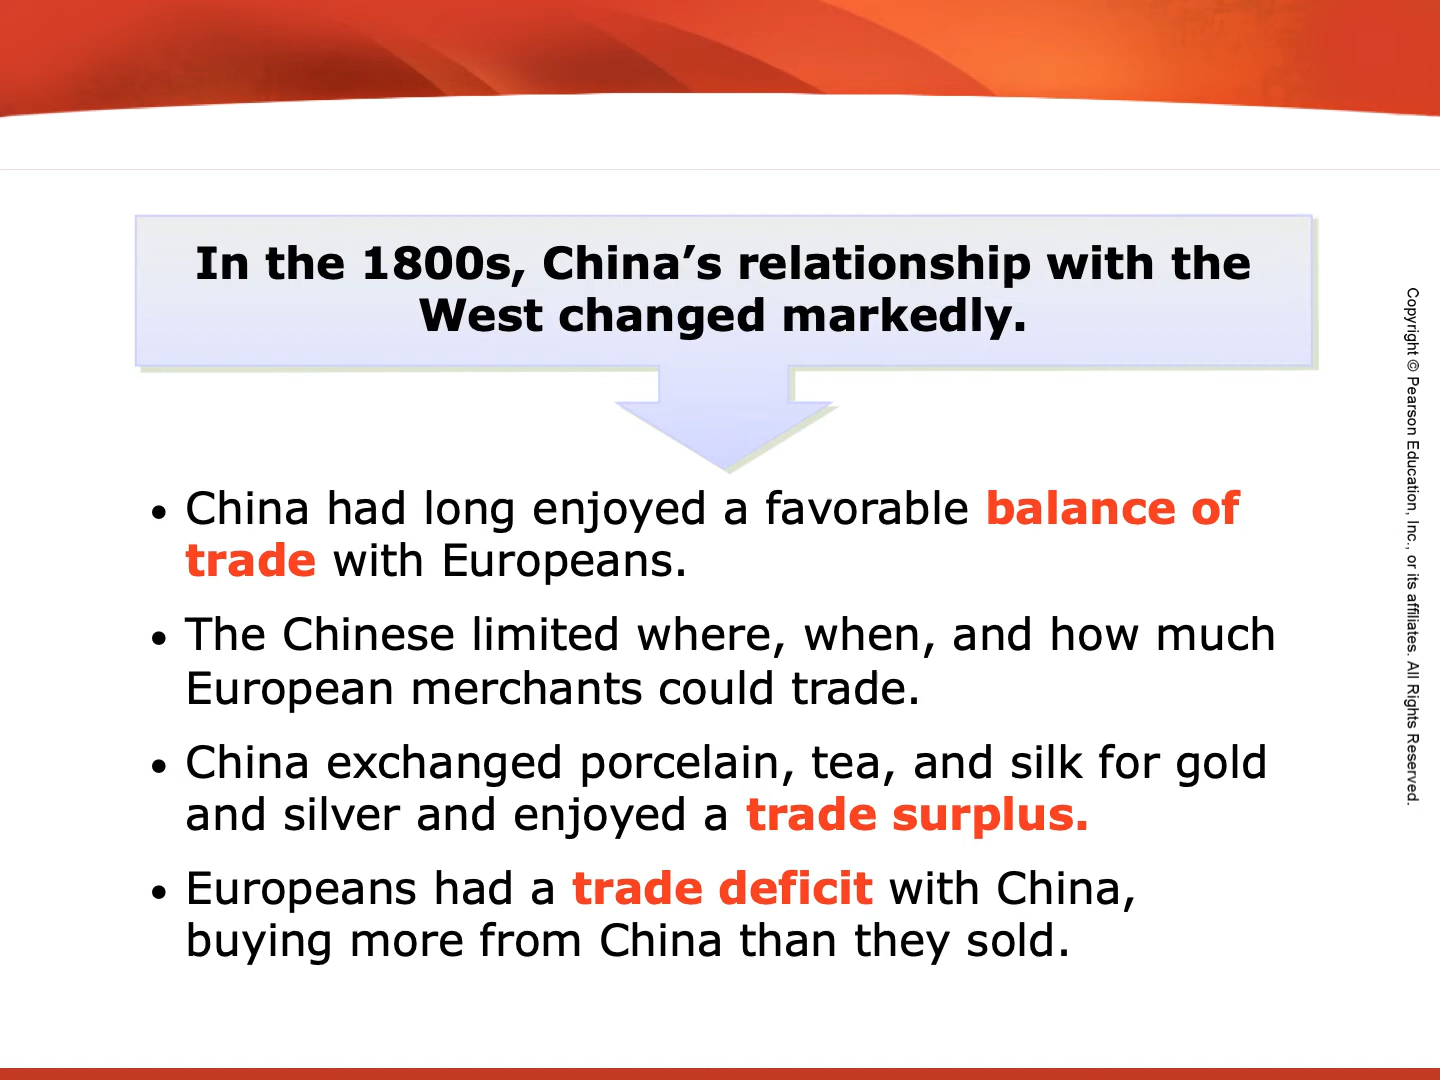 In the 1800s, China’s relationship with the
West changed markedly.
• China had long enjoyed a favorable balance of
trade with Europeans.
• The Chinese limited where, when, and how much
European merchants could trade.
• China exchanged porcelain, tea, and silk for gold
and silver and enjoyed a trade surplus.
• Europeans had a trade deficit with China,
buying more from China than they sold.
Copyright © Pearson Education, Inc., or its affiliates. All Rights Reserved.